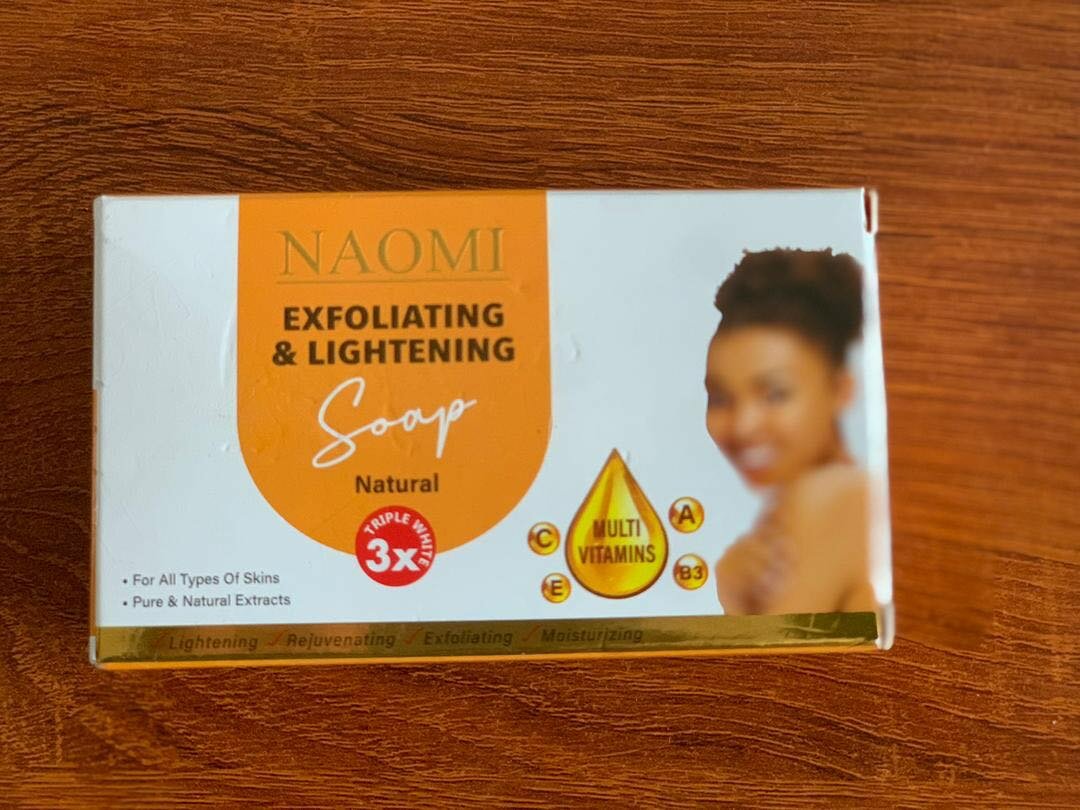 NAOMI
EXFOLIATING
& LIGHTENING
Soap
Natural
TRIPLE WHITE
3x
• For All Types Of Skins
• Pure & Natural Extracts
MULTI
VITAMINS
C
E
A
B3
Lightening ✓ Rejuvenating ✓ Exfoliating ✓ Moisturizing